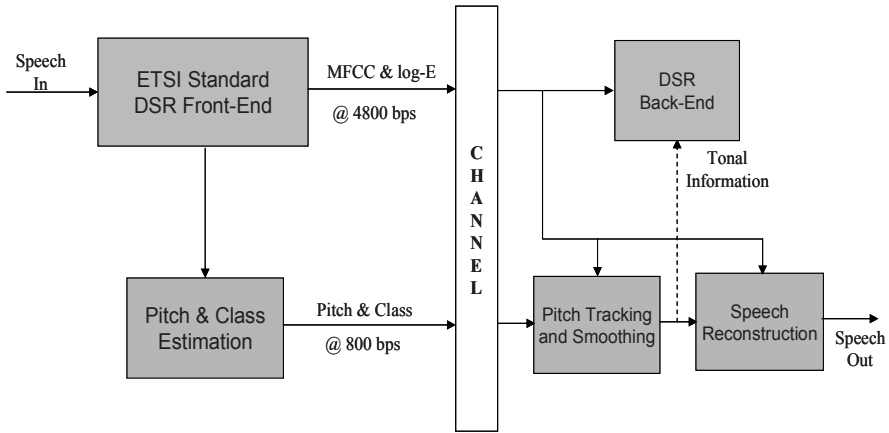 Speech
In
ETSI Standard
DSR Front-End
MFCC & log-E
@ 4800 bps
C
H
A
N
N
E
L
DSR
Back-End
Tonal
Information
Pitch & Class
Estimation
Pitch & Class
@ 800 bps
Pitch Tracking
and Smoothing
Speech
Reconstruction
Speech
Out